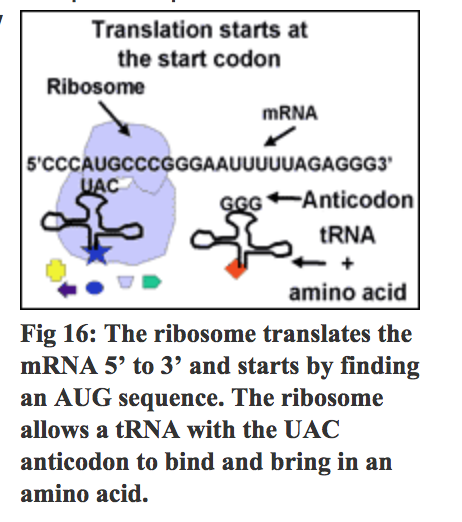 Translation starts at
the start codon
Ribosome
mRNA
5'CCCAUGCCCGGGAAUUUUUAGAGGG3'
UAC
GGG
Anticodon
tRNA
+
amino acid
Fig 16: The ribosome translates the
mRNA 5’ to 3’ and starts by finding
an AUG sequence. The ribosome
allows a tRNA with the UAC
anticodon to bind and bring in an
amino acid.